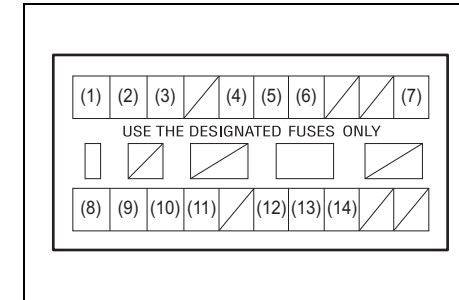 (1) (2) (3) (4) (5) (6) (7)
USE THE DESIGNATED FUSES ONLY
(8) (9) (10) (11) (12) (13) (14)